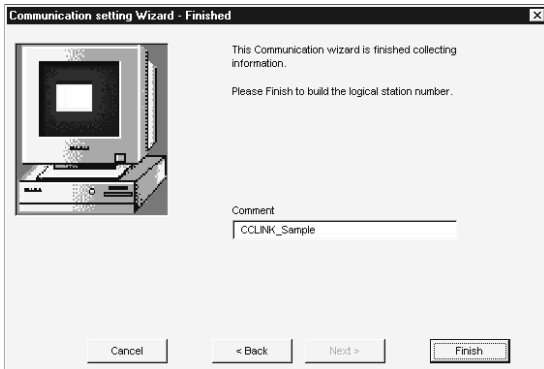 Communication setting Wizard - Finished
This Communication wizard is finished collecting
information.
Please Finish to build the logical station number.
Comment
CCLINK_Sample
Cancel
< Back
Next >
Finish